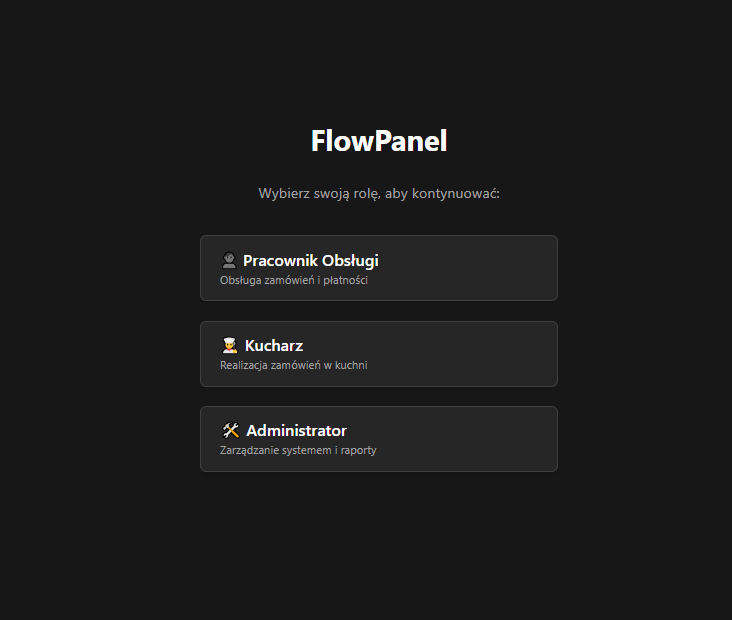 FlowPanel
Wybierz swoją rolę, aby kontynuować:
Pracownik Obsługi
Obsługa zamówień i płatności
Kucharz
Realizacja zamówień w kuchni
Administrator
Zarządzanie systemem i raporty